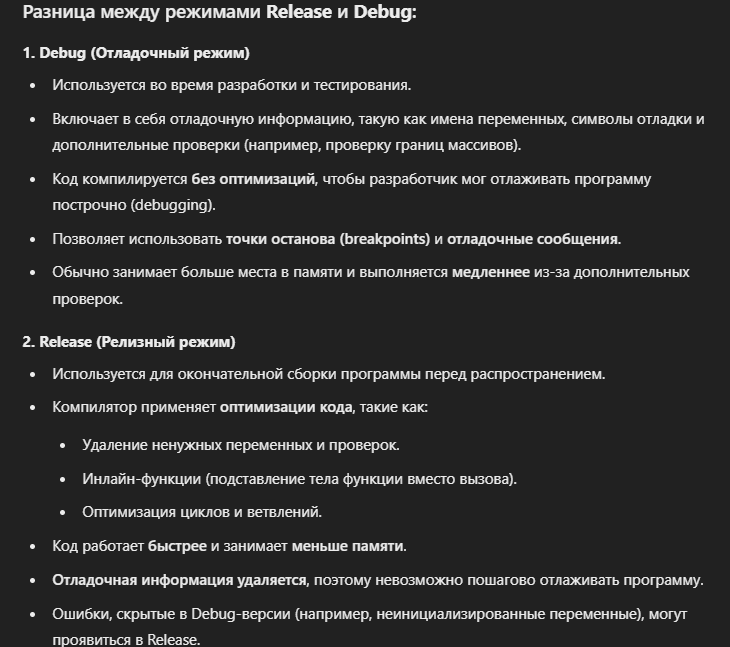 Разница между режимами Release и Debug:
1. Debug (Отладочный режим)
• Используется во время разработки и тестирования.
• Включает в себя отладочную информацию, такую как имена переменных, символы отладки и
дополнительные проверки (например, проверку границ массивов).
• Код компилируется без оптимизаций, чтобы разработчик мог отлаживать программу
построчно (debugging).
• Позволяет использовать точки останова (breakpoints) и отладочные сообщения.
• Обычно занимает больше места в памяти и выполняется медленнее из-за дополнительных
проверок.
2. Release (Релизный режим)
• Используется для окончательной сборки программы перед распространением.
• Компилятор применяет оптимизации кода, такие как:
• Удаление ненужных переменных и проверок.
• Инлайн-функции (подставление тела функции вместо вызова).
• Оптимизация циклов и ветвлений.
• Код работает быстрее и занимает меньше памяти.
• Отладочная информация удаляется, поэтому невозможно пошагово отлаживать программу.
• Ошибки, скрытые в Debug-версии (например, неинициализированные переменные), могут
проявиться в Release.